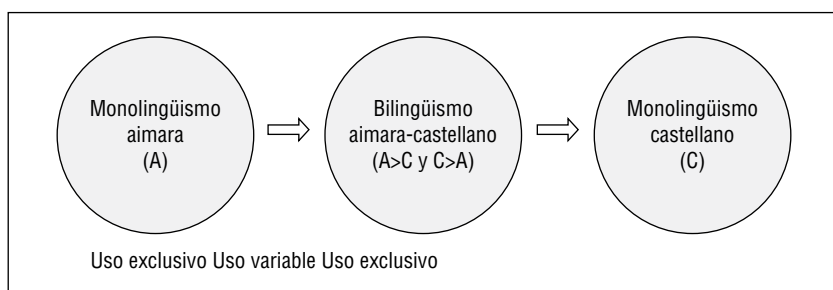 Monolingüismo
aimara
(A)
Bilingüismo
aimara-castellano
(A>C y C>A)
Monolingüismo
castellano
(C)
Uso exclusivo Uso variable Uso exclusivo